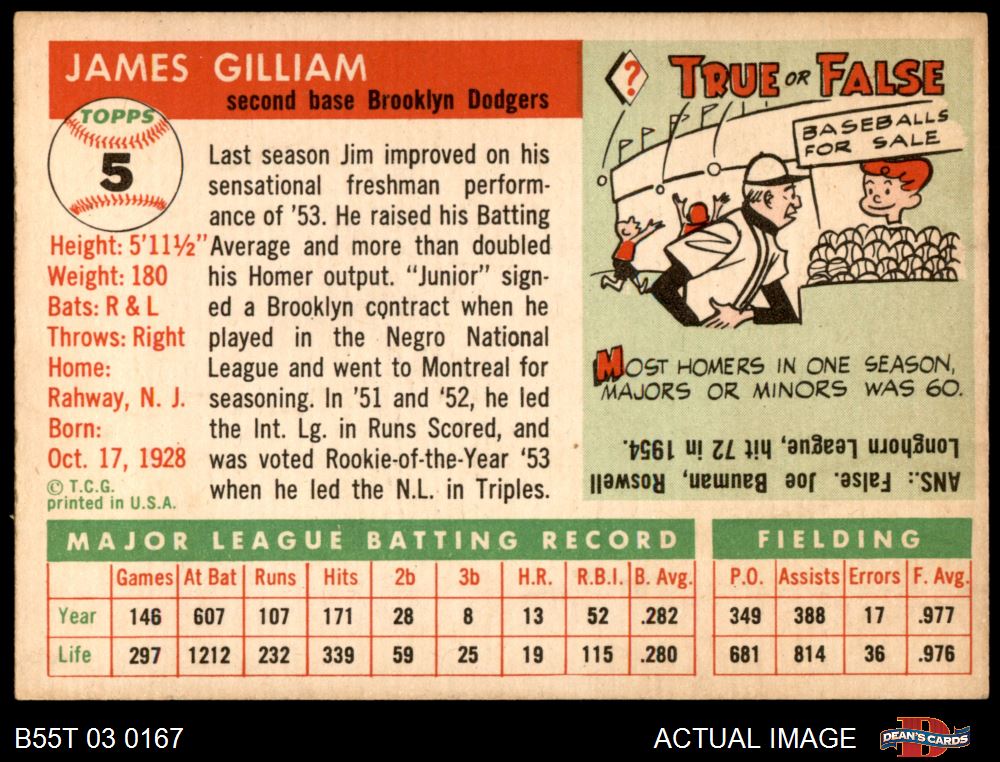 JAMES GILLIAM
second base Brooklyn Dodgers
TOPPS
5
Height: 5'11½"
Weight: 180
Bats: R & L
Throws: Right
Home:
Rahway, N. J.
Born:
Oct. 17, 1928
© T.C.G.
printed in U.S.A.
Last season Jim improved on his
sensational freshman perform-
ance of '53. He raised his Batting
Average and more than doubled
his Homer output. "Junior" sign-
ed a Brooklyn contract when he
played in the Negro National
League and went to Montreal for
seasoning. In '51 and '52, he led
the Int. Lg. in Runs Scored, and
was voted Rookie-of-the-Year '53
when he led the N.L. in Triples.
? TRUE OR FALSE
BASEBALLS
FOR SALE
MOST HOMERS IN ONE SEASON,
MAJORS OR MINORS WAS 60.
ANS.: False. Joe Bauman, Roswell
Longhorn League, hit 72 in 1954.
MAJOR LEAGUE BATTING RECORD
Games At Bat Runs Hits 2b 3b H.R. R.B.I. B. Avg.
Year 146 607 107 171 28 8 13 52 .282
Life 297 1212 232 339 59 25 19 115 .280
FIELDING
P.O. Assists Errors F. Avg.
349 388 17 .977
681 814 36 .976
B55T 03 0167
ACTUAL IMAGE
D
DEAN'S CARDS